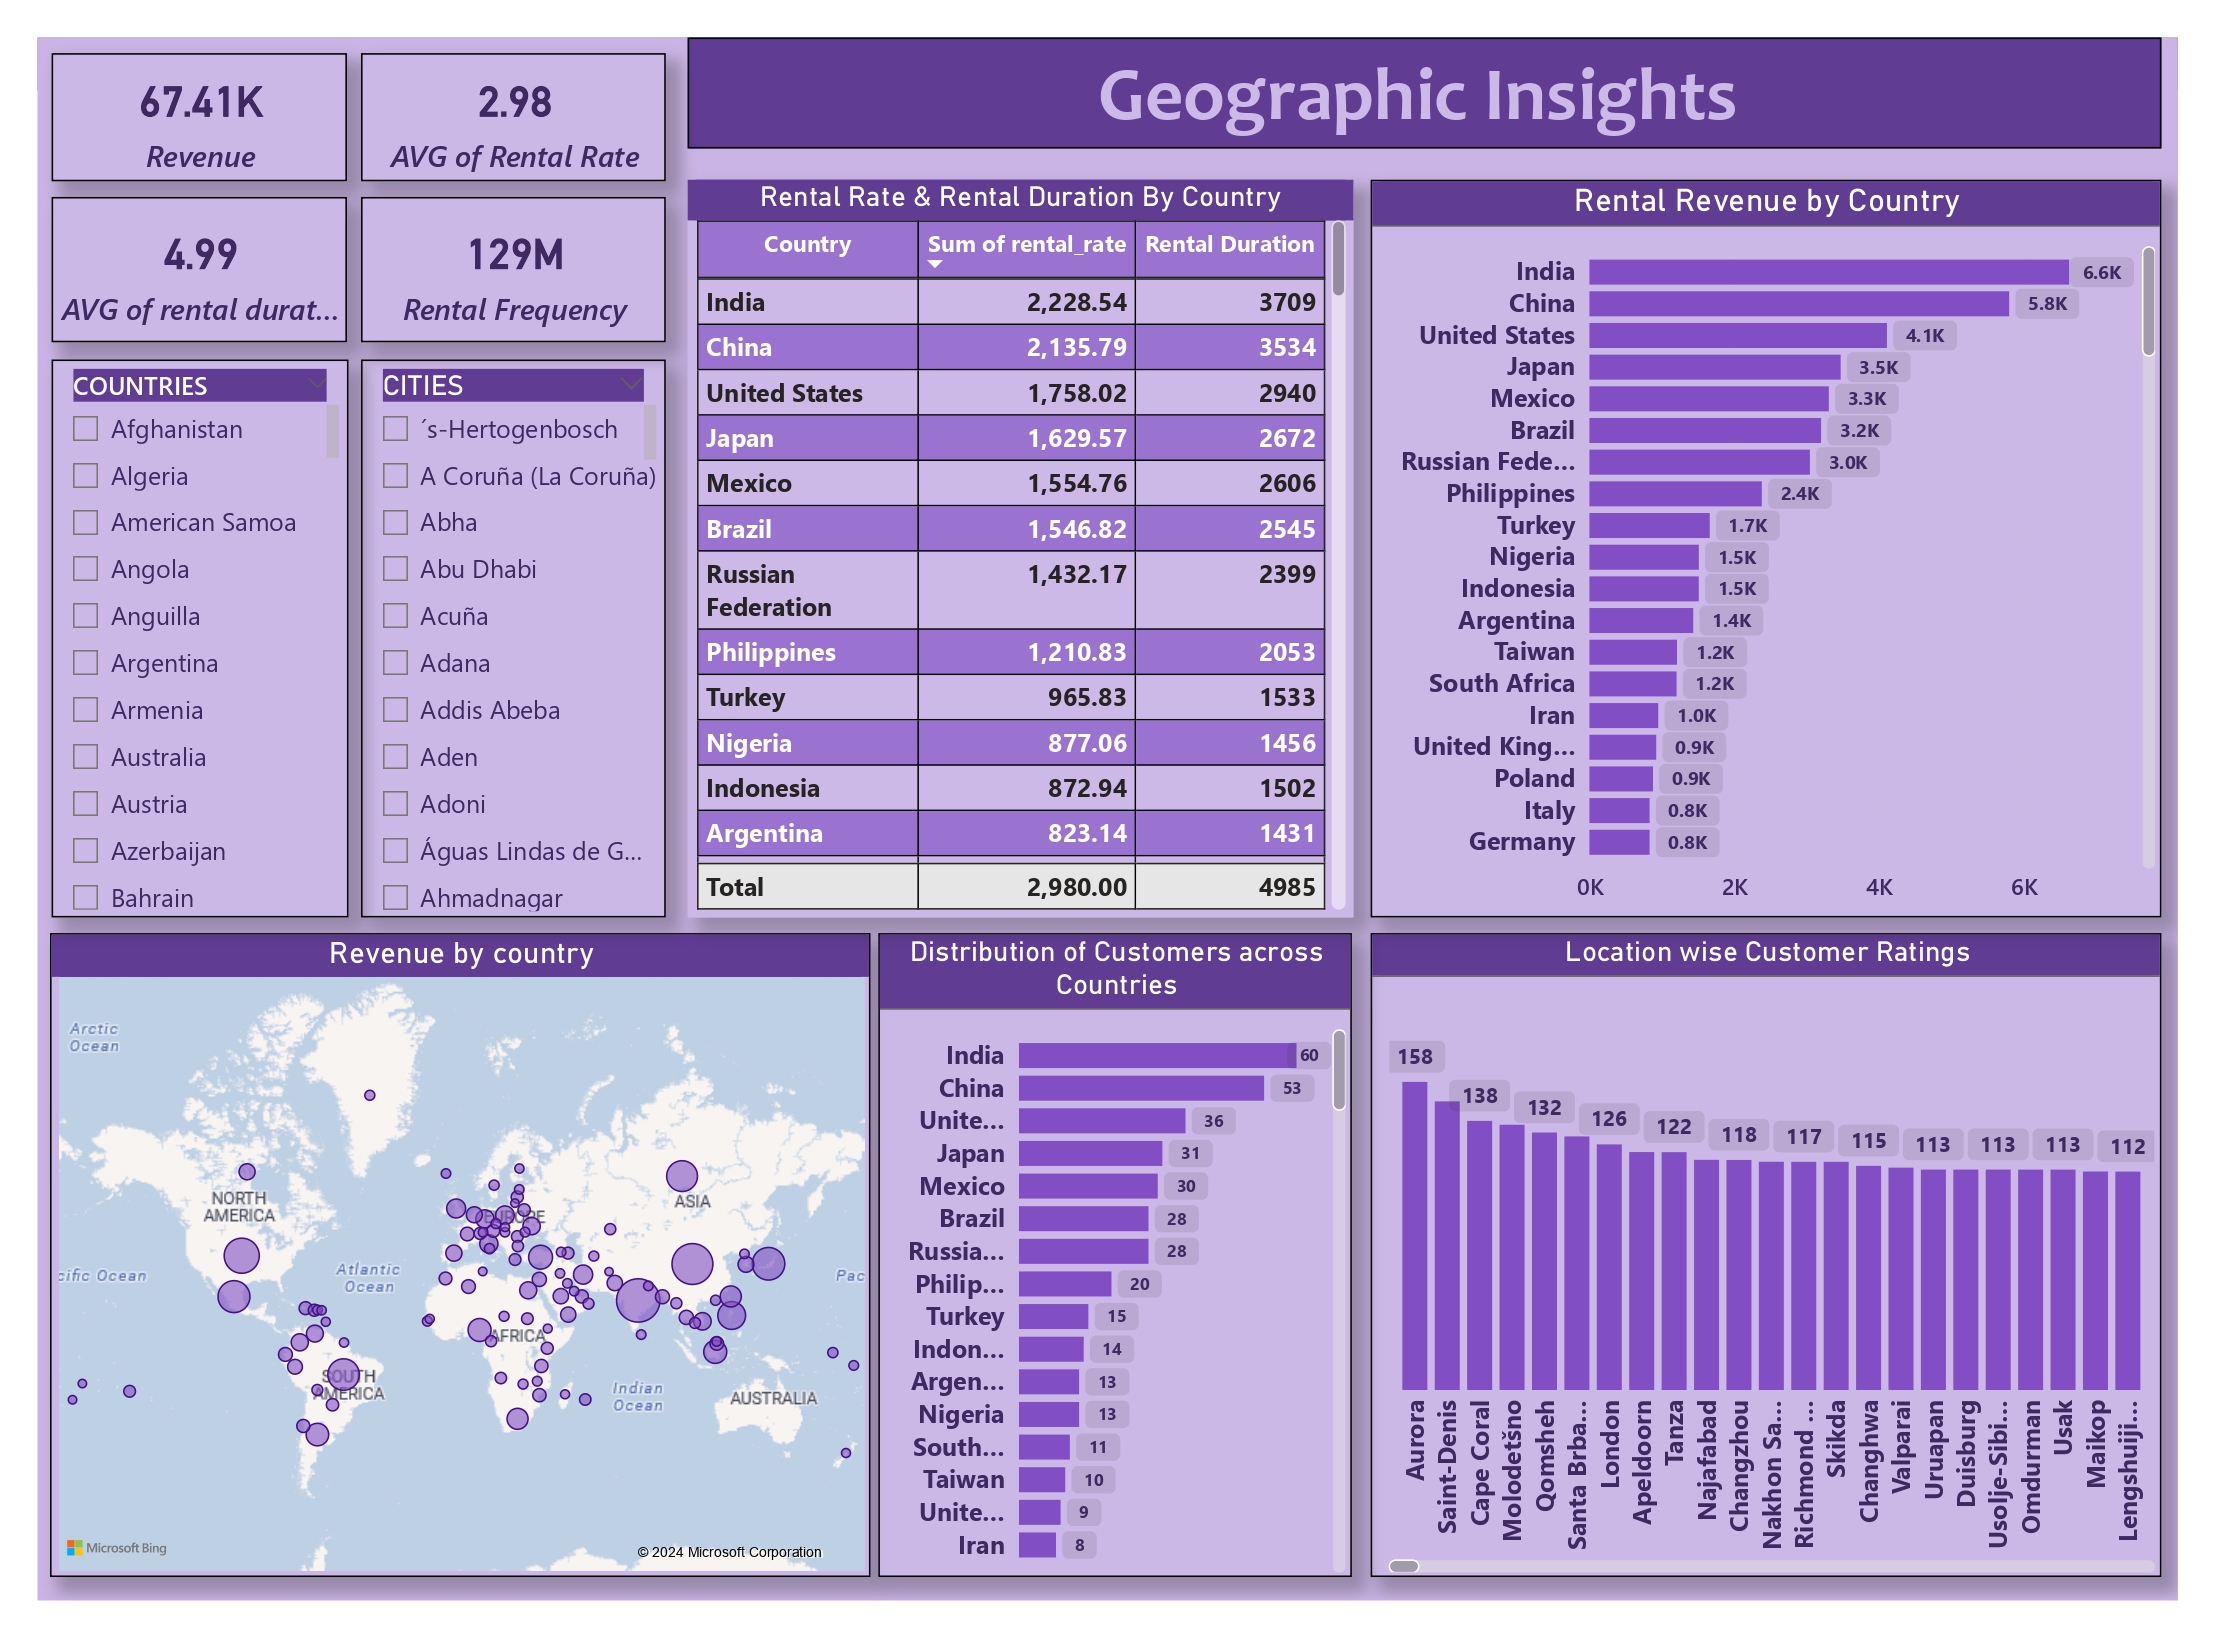 67.41K
Revenue
2.98
AVG of Rental Rate
Geographic Insights
4.99
AVG of rental durat...
129M
Rental Frequency
COUNTRIES
Afghanistan
Algeria
American Samoa
Angola
Anguilla
Argentina
Armenia
Australia
Austria
Azerbaijan
Bahrain
CITIES
´s-Hertogenbosch
A Coruña (La Coruña)
Abha
Abu Dhabi
Acuña
Adana
Addis Abeba
Aden
Adoni
Águas Lindas de G...
Ahmadnagar
Rental Rate & Rental Duration By Country
Country Sum of rental_rate Rental Duration
India 2,228.54 3709
China 2,135.79 3534
United States 1,758.02 2940
Japan 1,629.57 2672
Mexico 1,554.76 2606
Brazil 1,546.82 2545
Russian 1,432.17 2399
Federation
Philippines 1,210.83 2053
Turkey 965.83 1533
Nigeria 877.06 1456
Indonesia 872.94 1502
Argentina 823.14 1431
Total 2,980.00 4985
Rental Revenue by Country
India 6.6K
China 5.8K
United States 4.1K
Japan 3.5K
Mexico 3.3K
Brazil 3.2K
Russian Fede... 3.0K
Philippines 2.4K
Turkey 1.7K
Nigeria 1.5K
Indonesia 1.5K
Argentina 1.4K
Taiwan 1.2K
South Africa 1.2K
Iran 1.0K
United King... 0.9K
Poland 0.9K
Italy 0.8K
Germany 0.8K
0K 2K 4K 6K
Revenue by country
Arctic
Ocean
NORTH
AMERICA
EUROPE
ASIA
cific Ocean
Atlantic
Ocean
Pac
AFRICA
SOUTH
AMERICA
Indian
Ocean
AUSTRALIA
Microsoft Bing
© 2024 Microsoft Corporation
Distribution of Customers across
Countries
India 60
China 53
Unite... 36
Japan 31
Mexico 30
Brazil 28
Russia... 28
Philip... 20
Turkey 15
Indon... 14
Argen... 13
Nigeria 13
South... 11
Taiwan 10
Unite... 9
Iran 8
Location wise Customer Ratings
158 138 132 126 122 118 117 115 113 113 113 112
Aurora
Saint-Denis
Cape Coral
Molodetšno
Qomsheh
Santa Brba...
London
Apeldoorn
Tanza
Najafabad
Changzhou
Nakhon Sa...
Richmond ...
Skikda
Changhwa
Valparai
Uruapan
Duisburg
Usolje-Sibi...
Omdurman
Usak
Maikop
Lengshuiji...